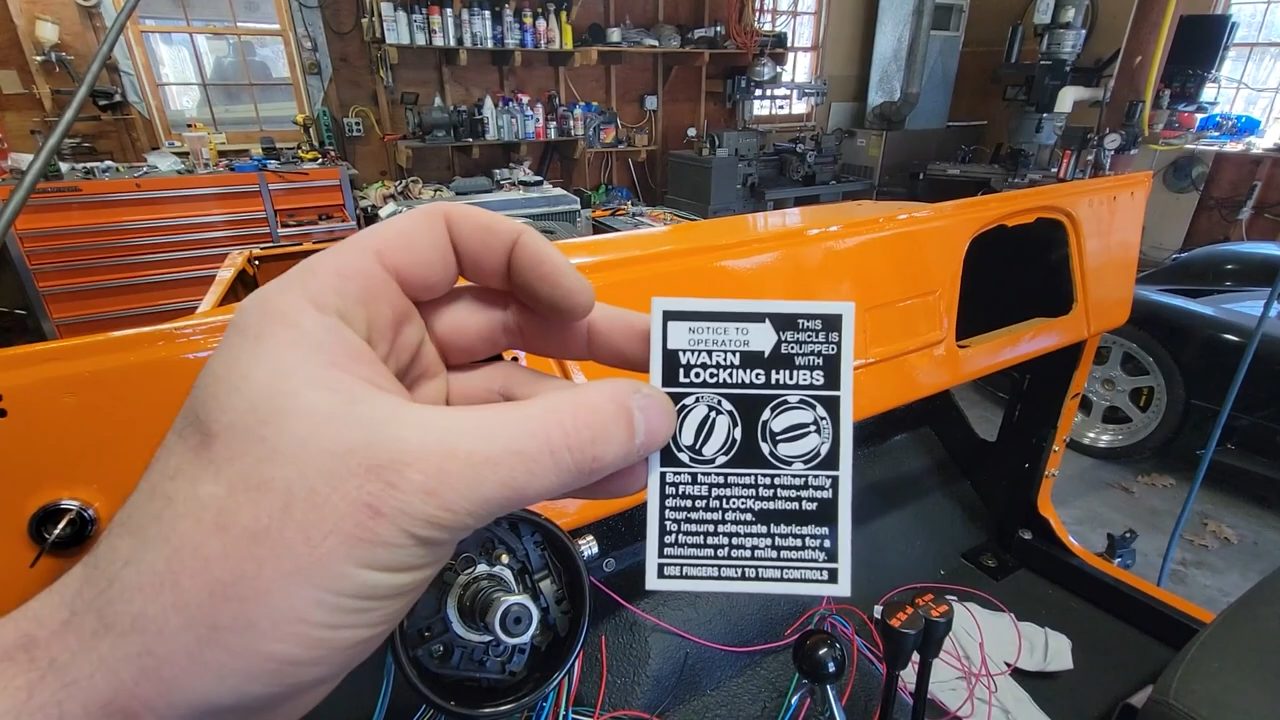 NOTICE TO
OPERATOR
THIS
VEHICLE IS
EQUIPPED
WITH
WARN
LOCKING HUBS
LOCK
FREE
Both hubs must be either fully
in FREE position for two-wheel
drive or in LOCKposition for
four-wheel drive.
To insure adequate lubrication
of front axle engage hubs for a
minimum of one mile monthly.
USE FINGERS ONLY TO TURN CONTROLS